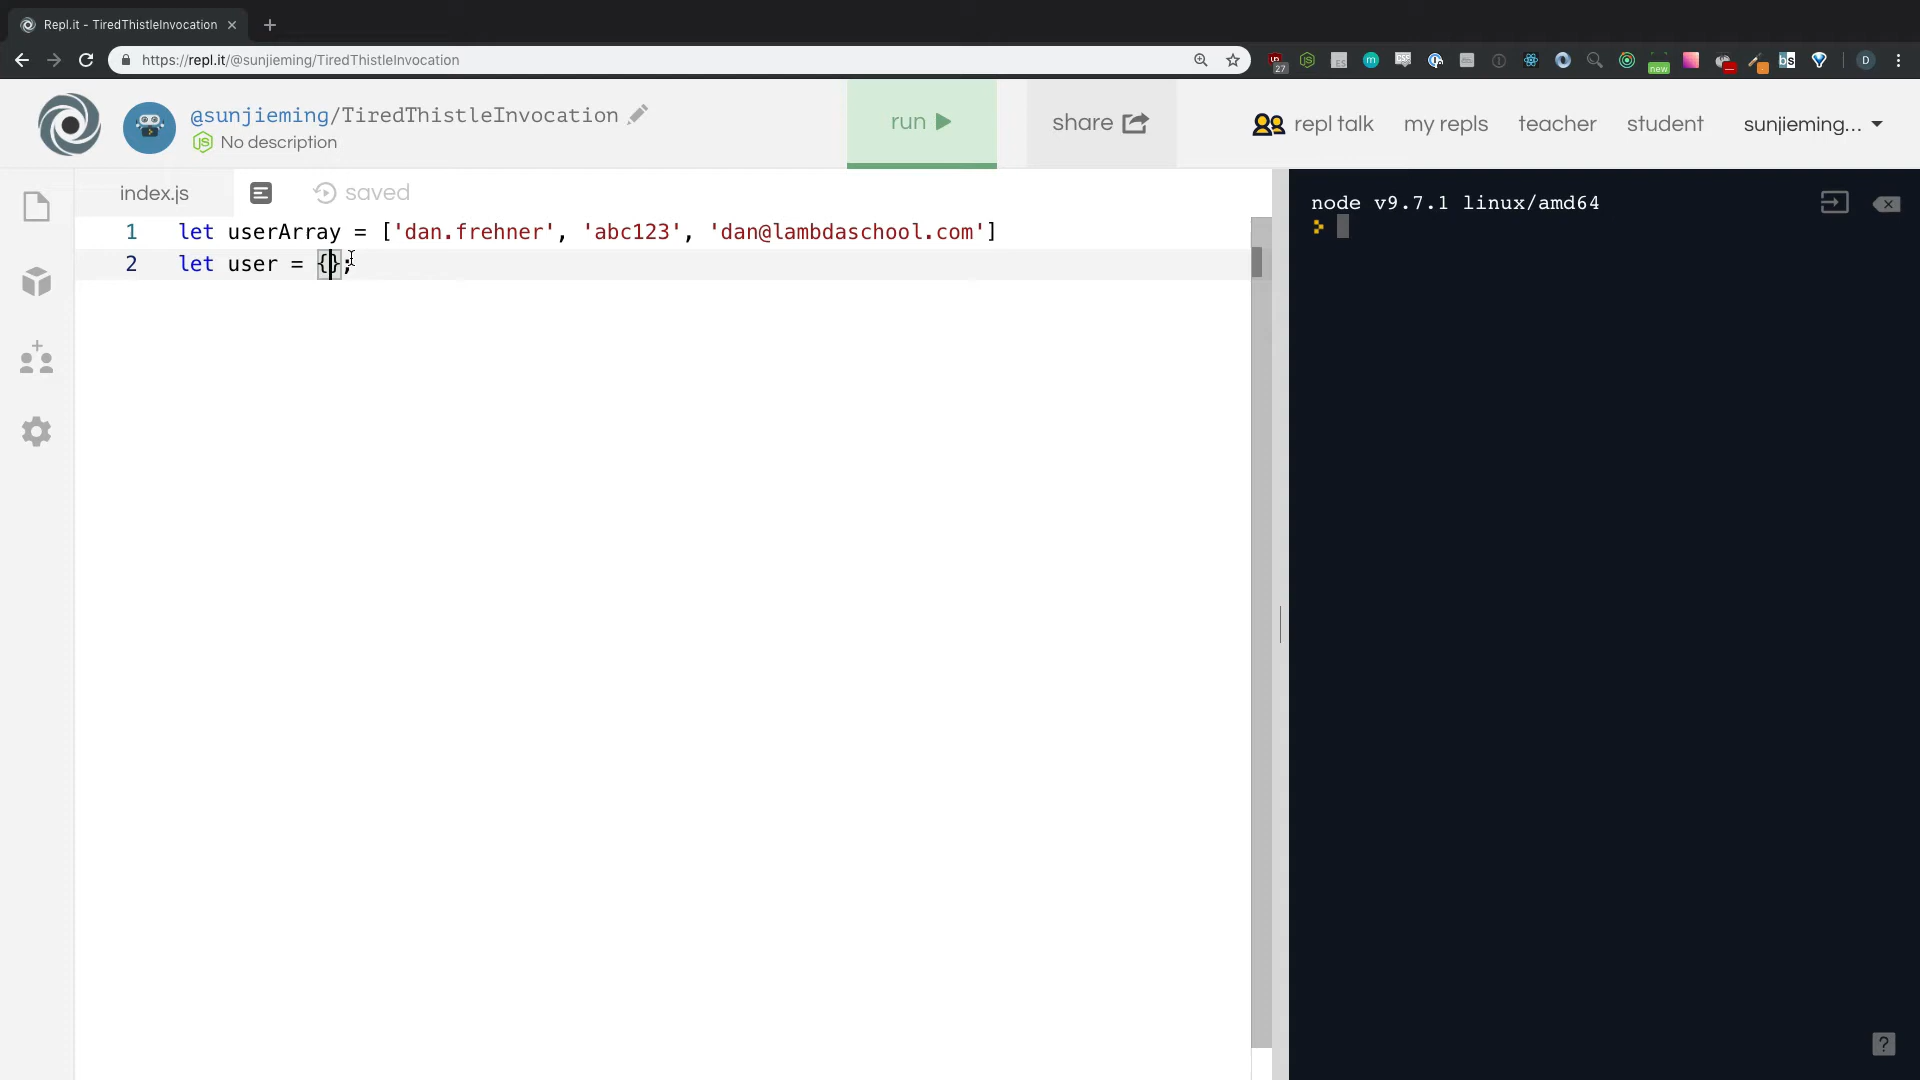 Repl.it - TiredThistleInvocation
https://repl.it/@sunjieming/TiredThistleInvocation
27
new
D
@sunjieming/TiredThistleInvocation
No description
run
share
repl talk
my repls
teacher
student
sunjieming...
index.js
saved
1 let userArray = ['dan.frehner', 'abc123', 'dan@lambdaschool.com']
2 let user = {};
node v9.7.1 linux/amd64
?